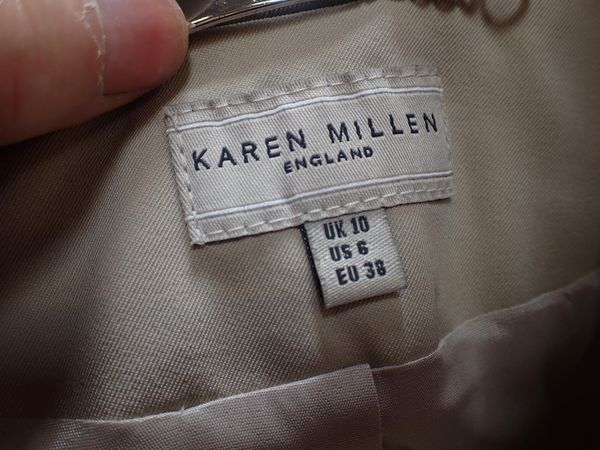 KAREN MILLEN
ENGLAND
UK 10
US 6
EU 38